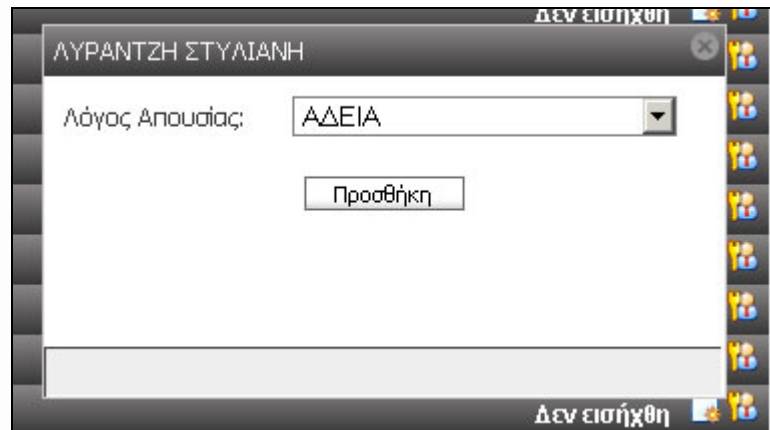 Δεν εισήχθη
ΛΥΡΑΝΤΖΗ ΣΤΥΛΙΑΝΗ
Λόγος Απουσίας:
ΑΔΕΙΑ
Προσθήκη
Δεν εισήχθη